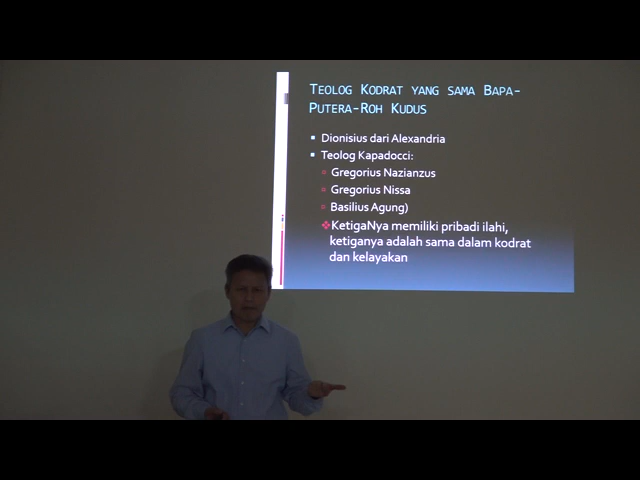 TEOLOG KODRAT YANG SAMA BAPA-
PUTERA-ROH KUDUS
Dionisius dari Alexandria
Teolog Kapadocci:
Gregorius Nazianzus
Gregorius Nissa
Basilius Agung)
KetigaNya memiliki pribadi ilahi,
ketiganya adalah sama dalam kodrat
dan kelayakan